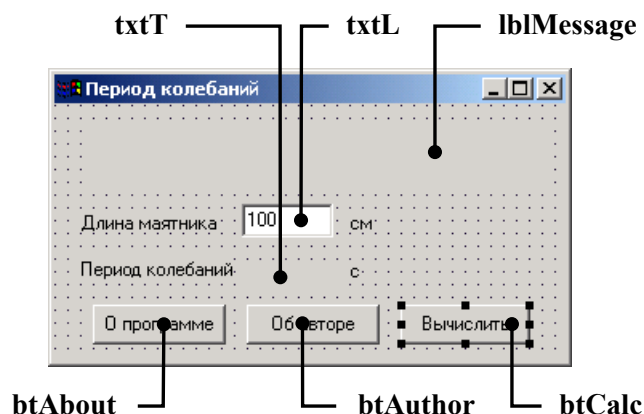 txtT txtL lblMessage
Период колебаний
Длина маятника 100 см
Период колебаний с
О программе Об авторе Вычислить
btAbout btAuthor btCalc